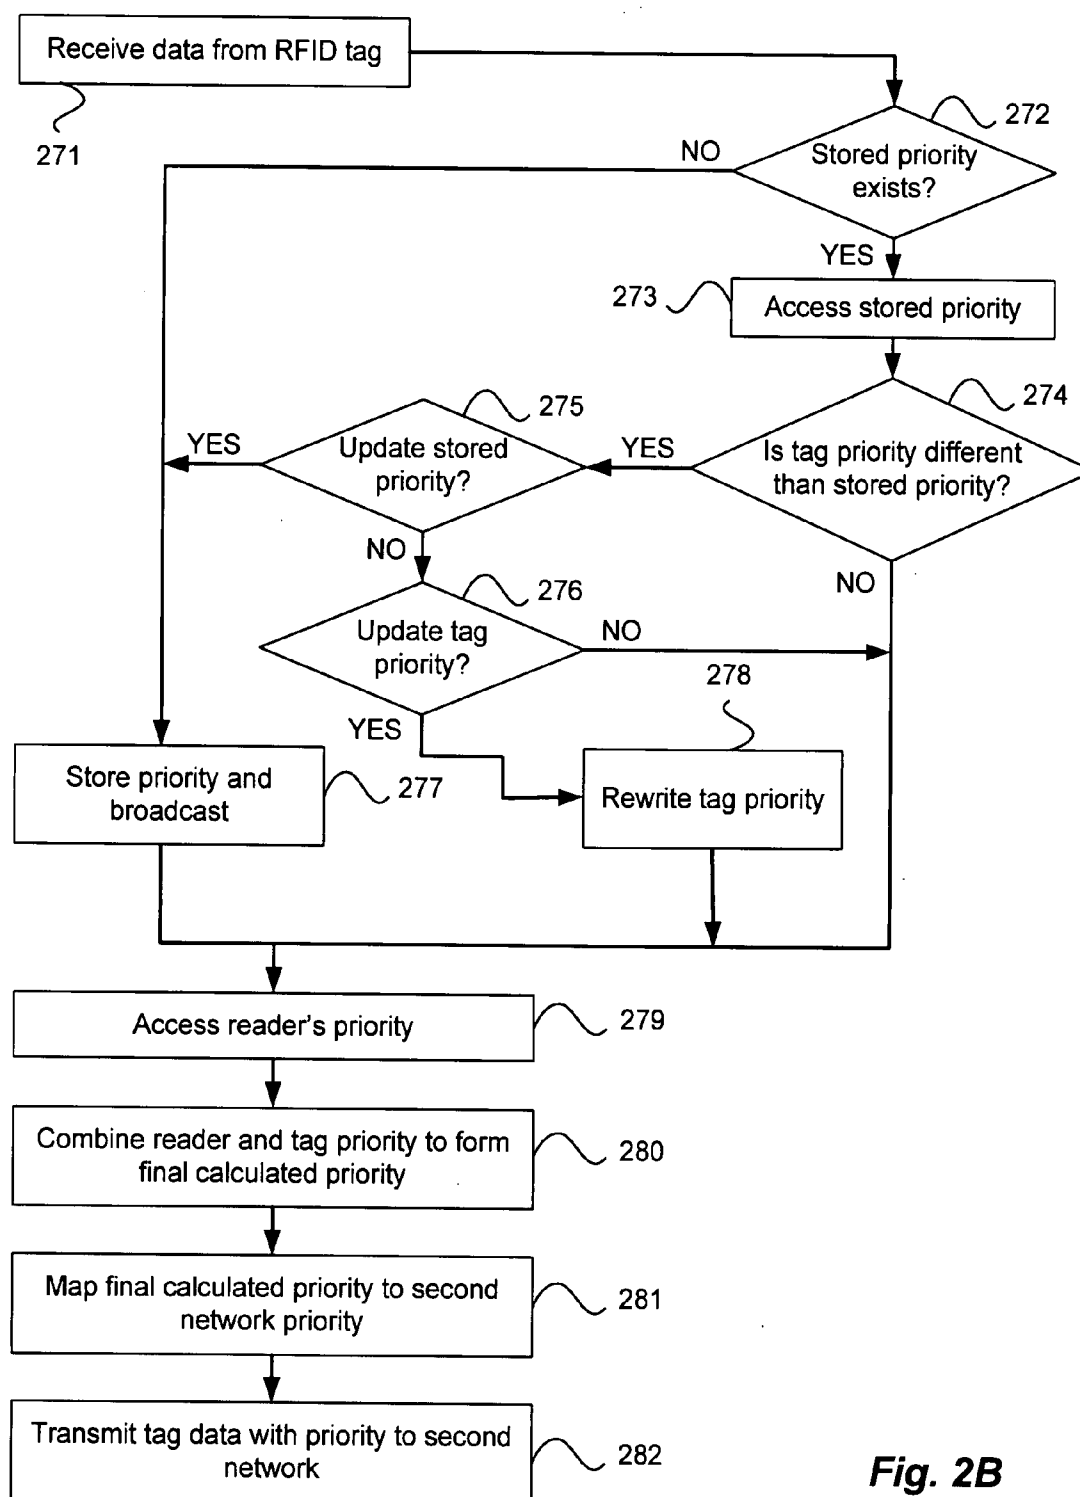 Receive data from RFID tag
271
272
NO
Stored priority
exists?
YES
273
Access stored priority
274
275
YES
Update stored
priority?
YES
Is tag priority different
than stored priority?
NO
NO
276
Update tag
priority?
NO
278
YES
Store priority and
broadcast
277
Rewrite tag priority
Access reader's priority
279
Combine reader and tag priority to form
final calculated priority
280
Map final calculated priority to second
network priority
281
Transmit tag data with priority to second
network
282
Fig. 2B